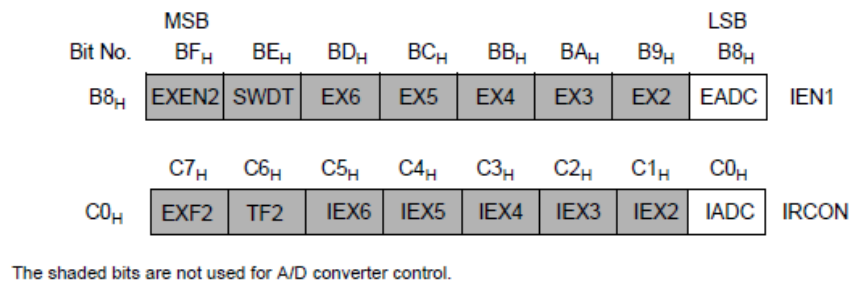 MSB LSB
Bit No. BFH BEH BDH BCH BBH BAH B9H B8H
B8H EXEN2 SWDT EX6 EX5 EX4 EX3 EX2 EADC IEN1
C7H C6H C5H C4H C3H C2H C1H C0H
C0H EXF2 TF2 IEX6 IEX5 IEX4 IEX3 IEX2 IADC IRCON
The shaded bits are not used for A/D converter control.